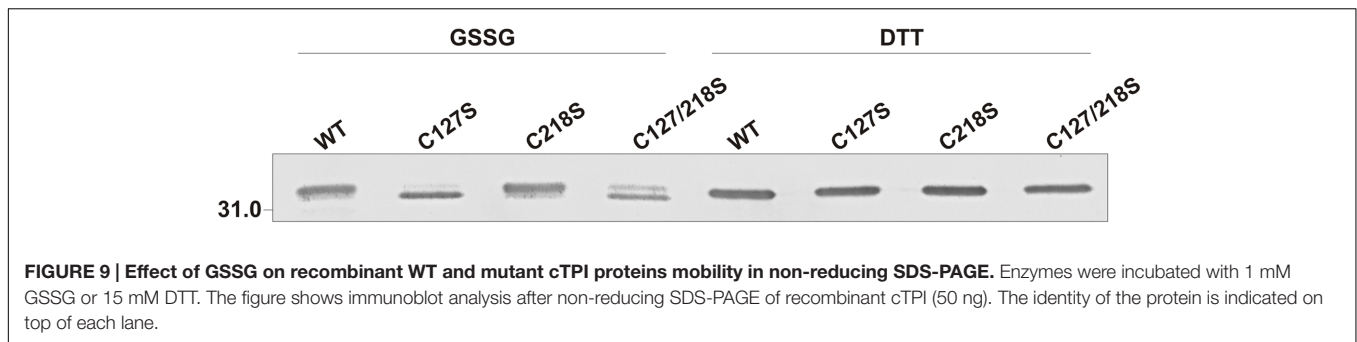 GSSG DTT
WT C127S C218S C127/218S WT C127S C218S C127/218S
31.0
FIGURE 9 | Effect of GSSG on recombinant WT and mutant cTPI proteins mobility in non-reducing SDS-PAGE. Enzymes were incubated with 1 mM
GSSG or 15 mM DTT. The figure shows immunoblot analysis after non-reducing SDS-PAGE of recombinant cTPI (50 ng). The identity of the protein is indicated on
top of each lane.